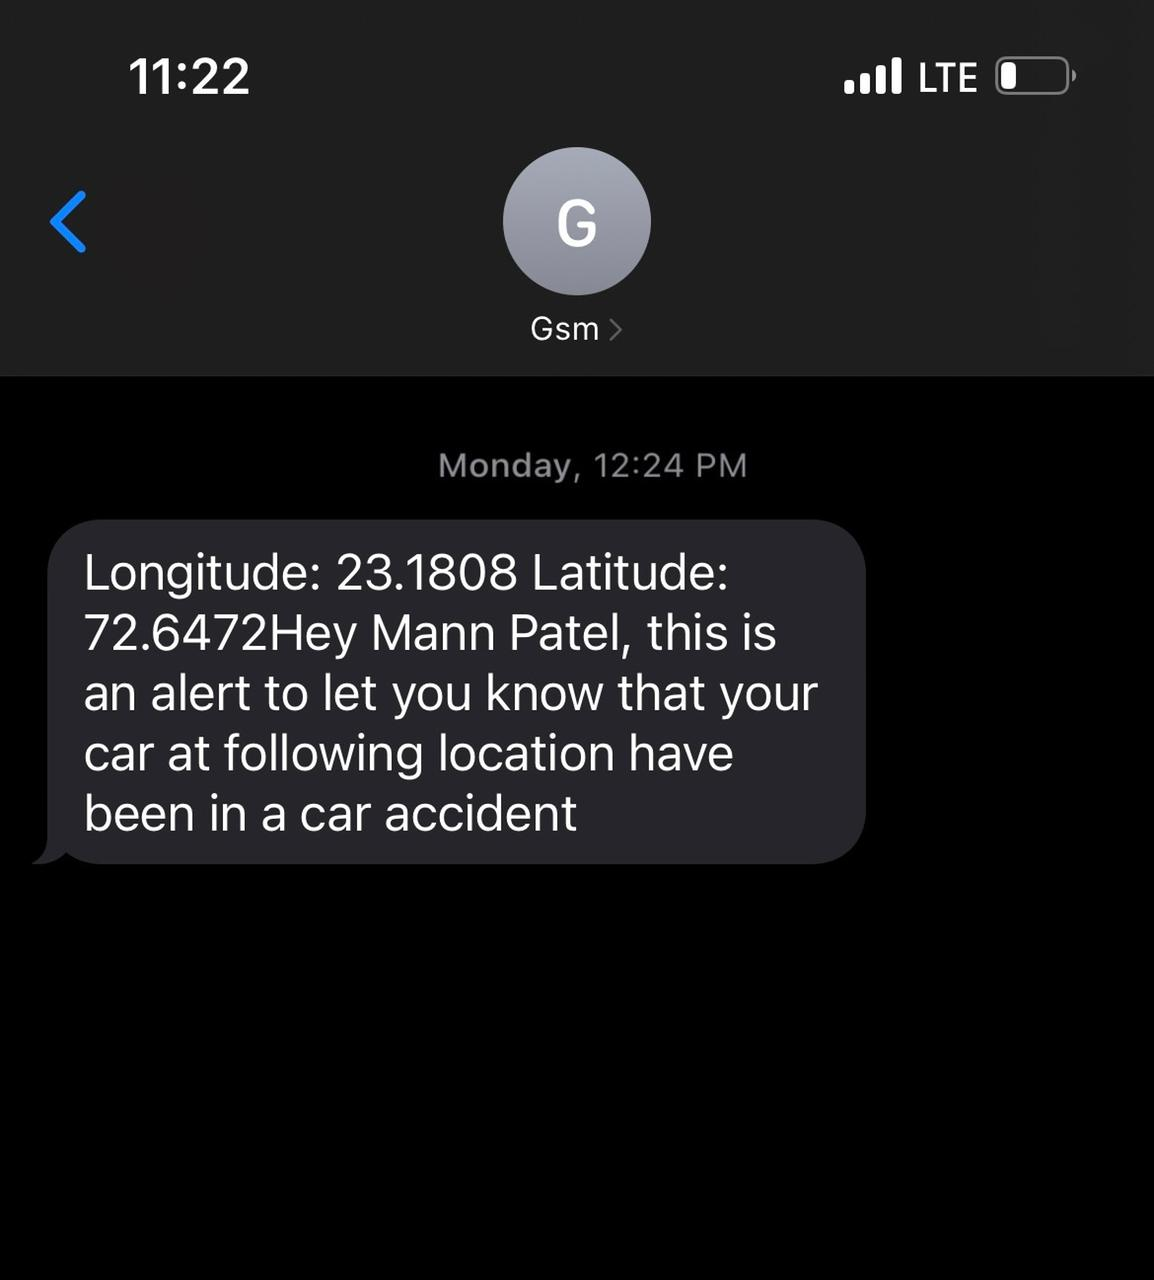 11:22 LTE
G
Gsm
Monday, 12:24 PM
Longitude: 23.1808 Latitude:
72.6472Hey Mann Patel, this is
an alert to let you know that your
car at following location have
been in a car accident